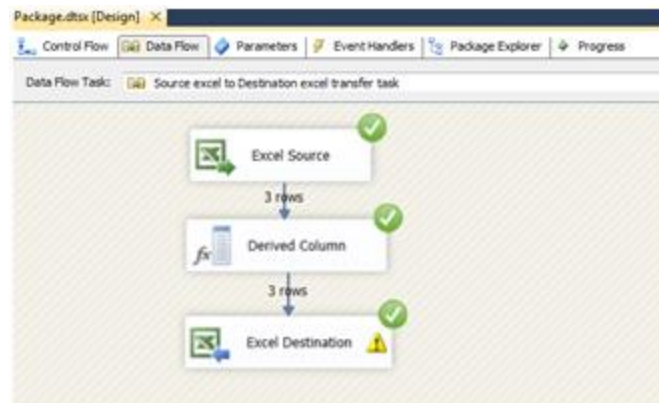 Package.dtsx [Design]
Control Flow Data Flow Parameters Event Handlers Package Explorer Progress
Data Flow Task: Source excel to Destination excel transfer task
Excel Source
3 rows
fx Derived Column
3 rows
Excel Destination